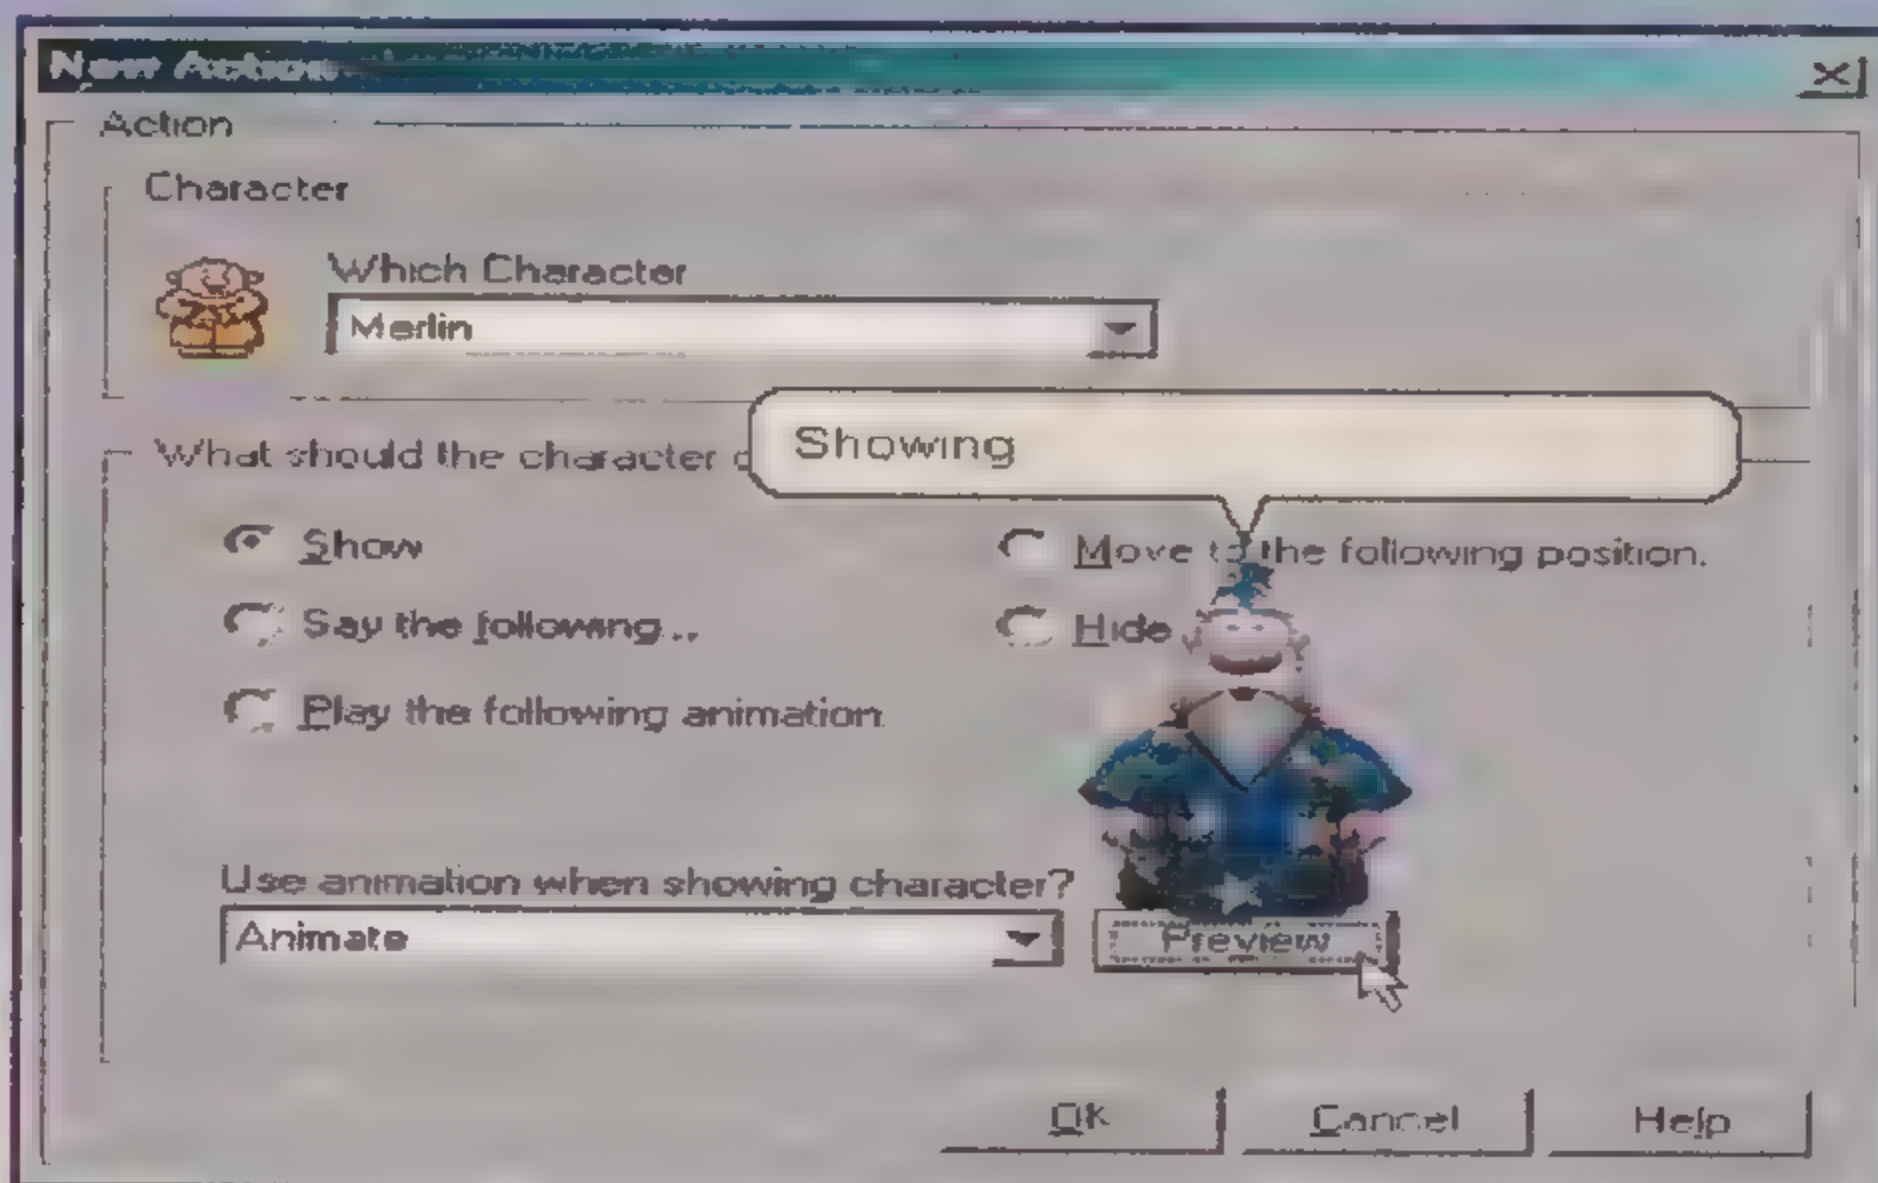 New Action
Action
Character
Which Character
Merlin
What should the character
Showing
Show
Move to the following position.
Say the following...
Hide
Play the following animation
Use animation when showing character?
Animate
Preview
OK
Cancel
Help